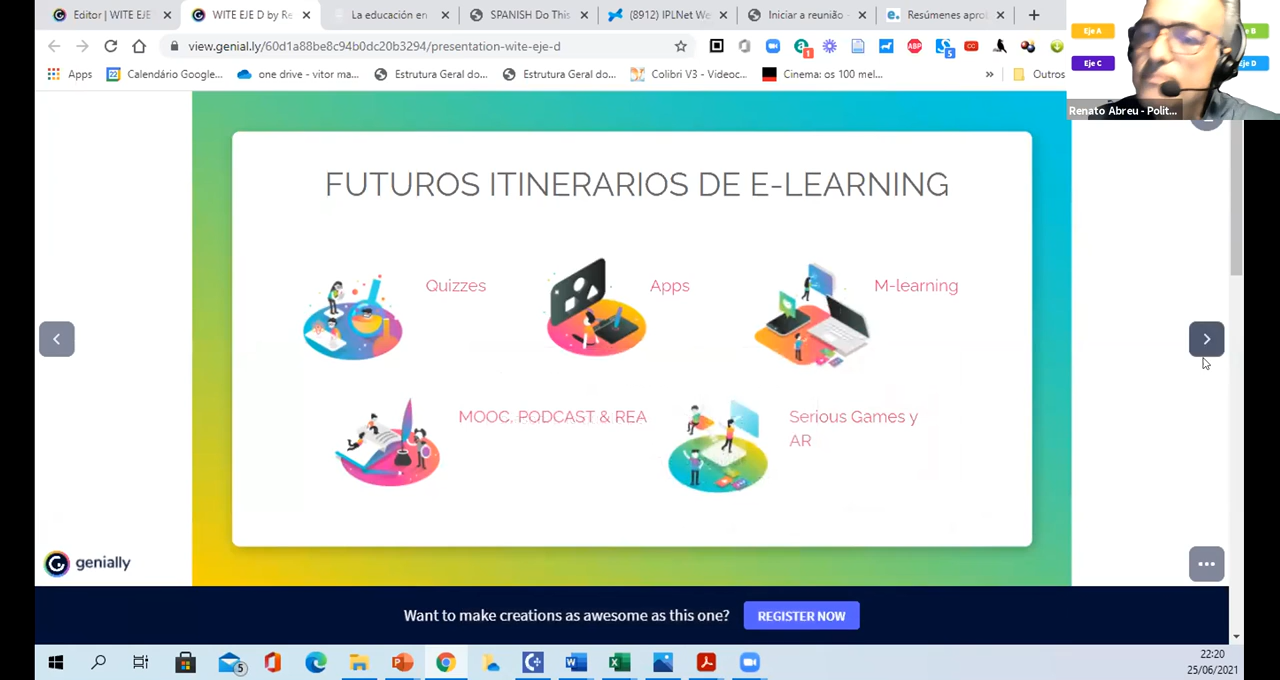 Editor | WITE EJE
WITE EJE D by Re
La educación en
SPANISH Do This
(8912) IPLNet We
Iniciar a reunião -
Resúmenes apro
view.genial.ly/60d1a88be8c94b0dc20b3294/presentation-wite-eje-d
ABP
CC
Apps
Calendário Google...
one drive - vitor ma...
Estrutura Geral do...
Estrutura Geral do...
Colibri V3 - Videoc...
Cinema: os 100 mel...
»
Outros
Eje A
Eje C
Eje D
Renato Abreu - Polit...
FUTUROS ITINERARIOS DE E-LEARNING
Quizzes
Apps
M-learning
MOOC, PODCAST & REA
Serious Games y
AR
genially
Want to make creations as awesome as this one?
REGISTER NOW
22:20
25/06/2021